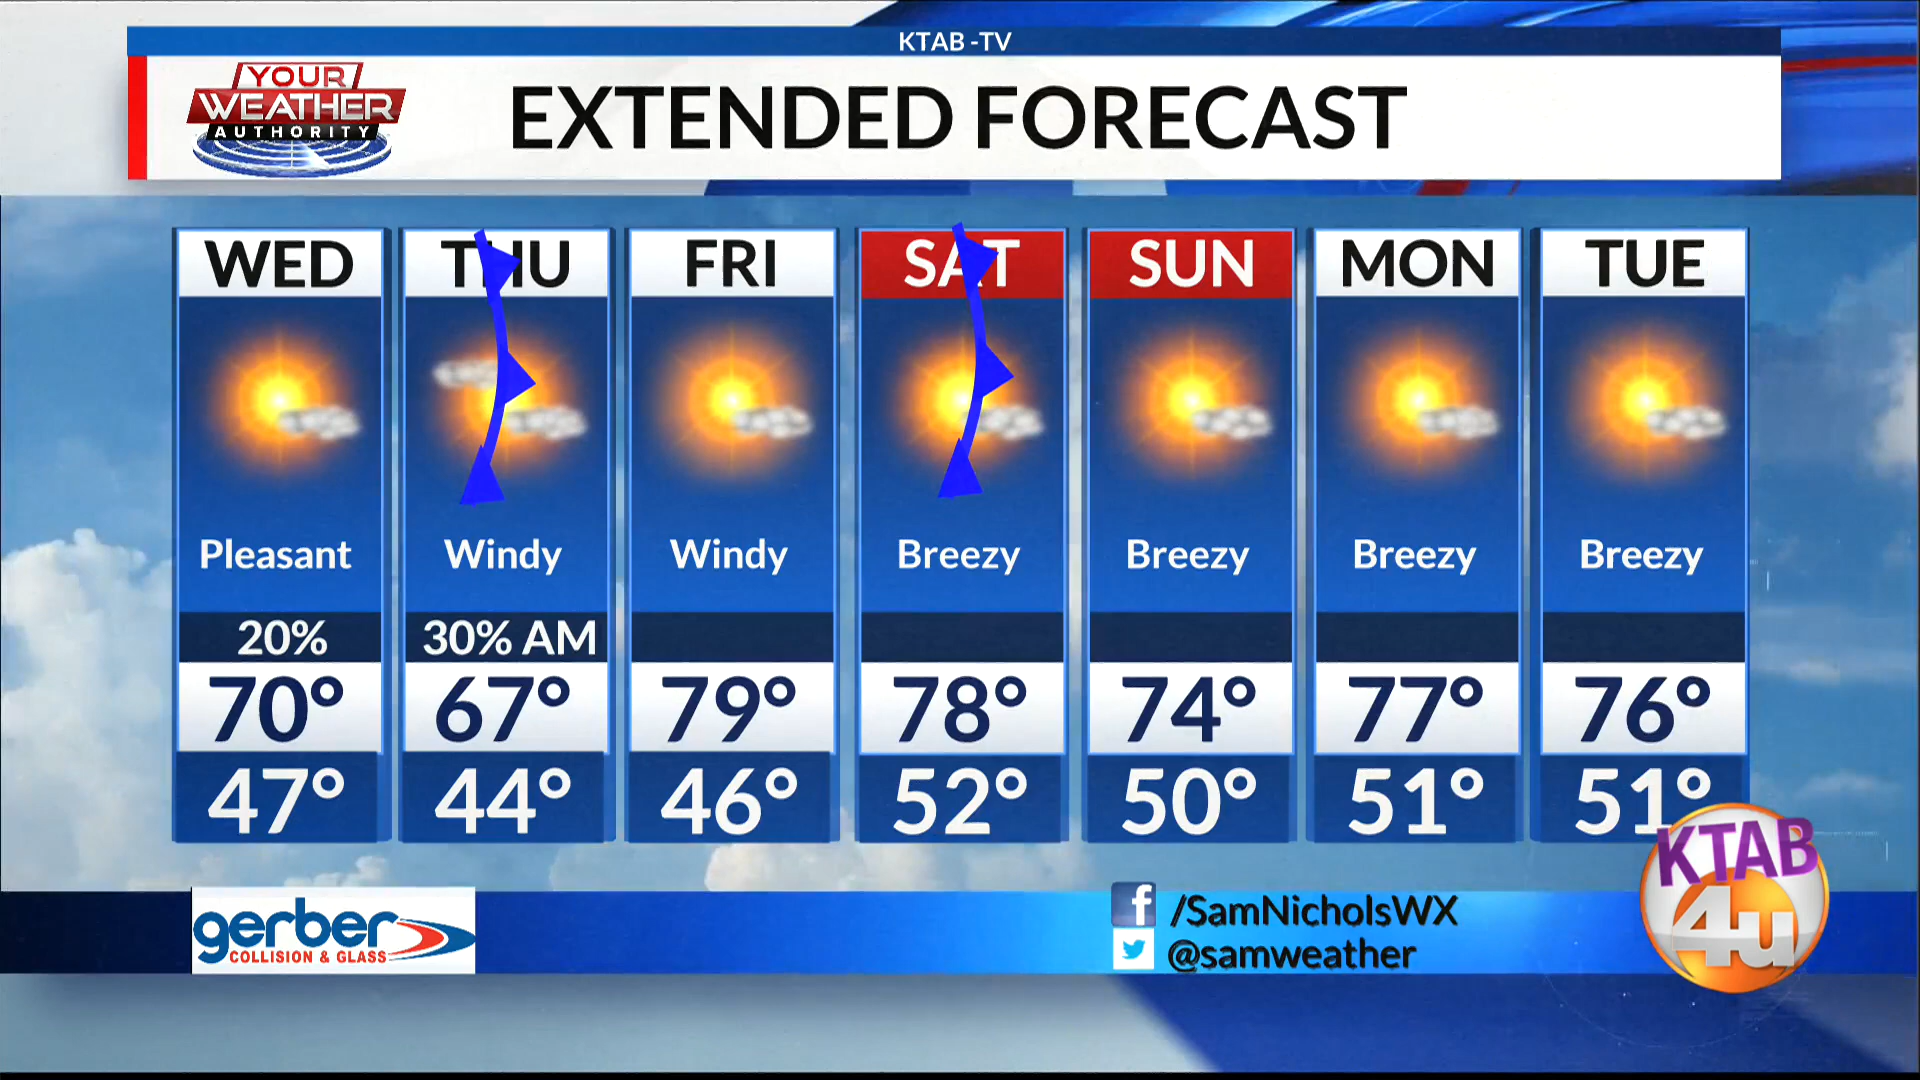 KTAB -TV
YOUR
WEATHER
AUTHORITY
EXTENDED FORECAST
WED THU FRI SAT SUN MON TUE
Pleasant Windy Windy Breezy Breezy Breezy Breezy
20% 30% AM
70° 67° 79° 78° 74° 77° 76°
47° 44° 46° 52° 50° 51° 51°
gerber
COLLISION & GLASS
f /SamNicholsWX
@samweather
KTAB
4u